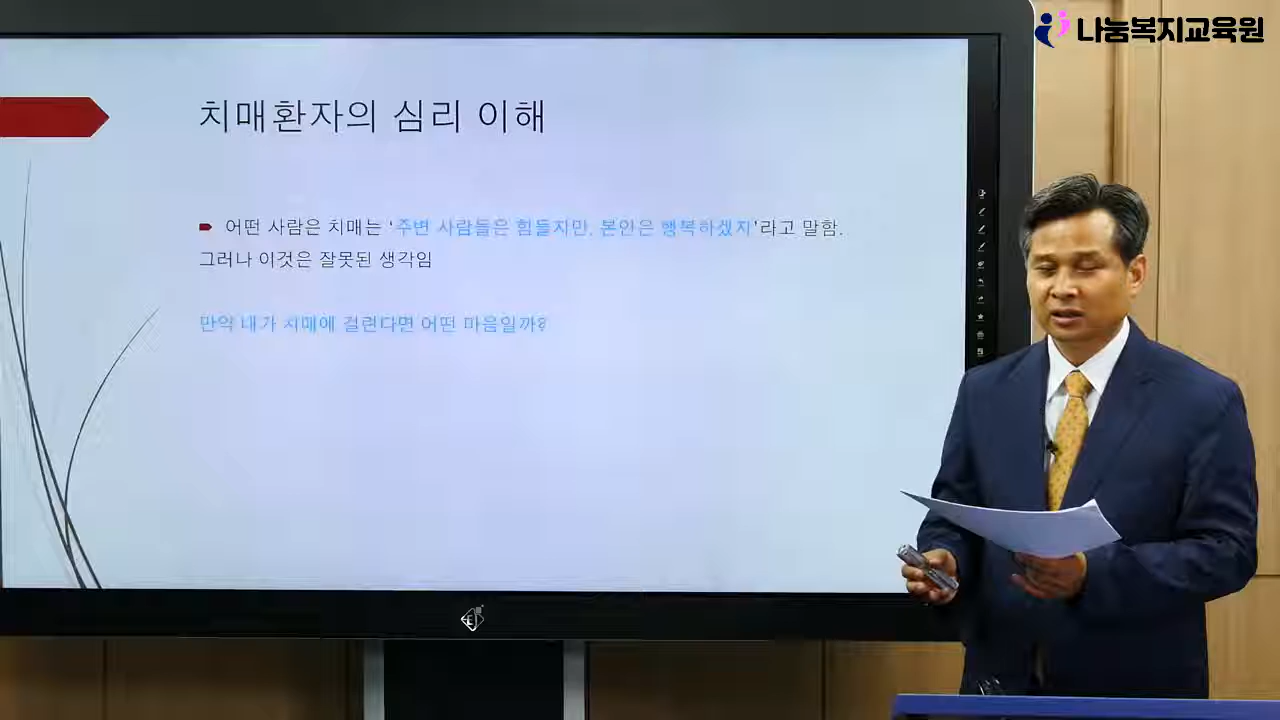 나눔복지교육원
치매환자의 심리 이해
어떤 사람은 치매는 '주변 사람들은 힘들지만, 본인은 행복하겠지'라고 말함.
그러나 이것은 잘못된 생각임
만약 내가 치매에 걸린다면 어떤 마음일까?